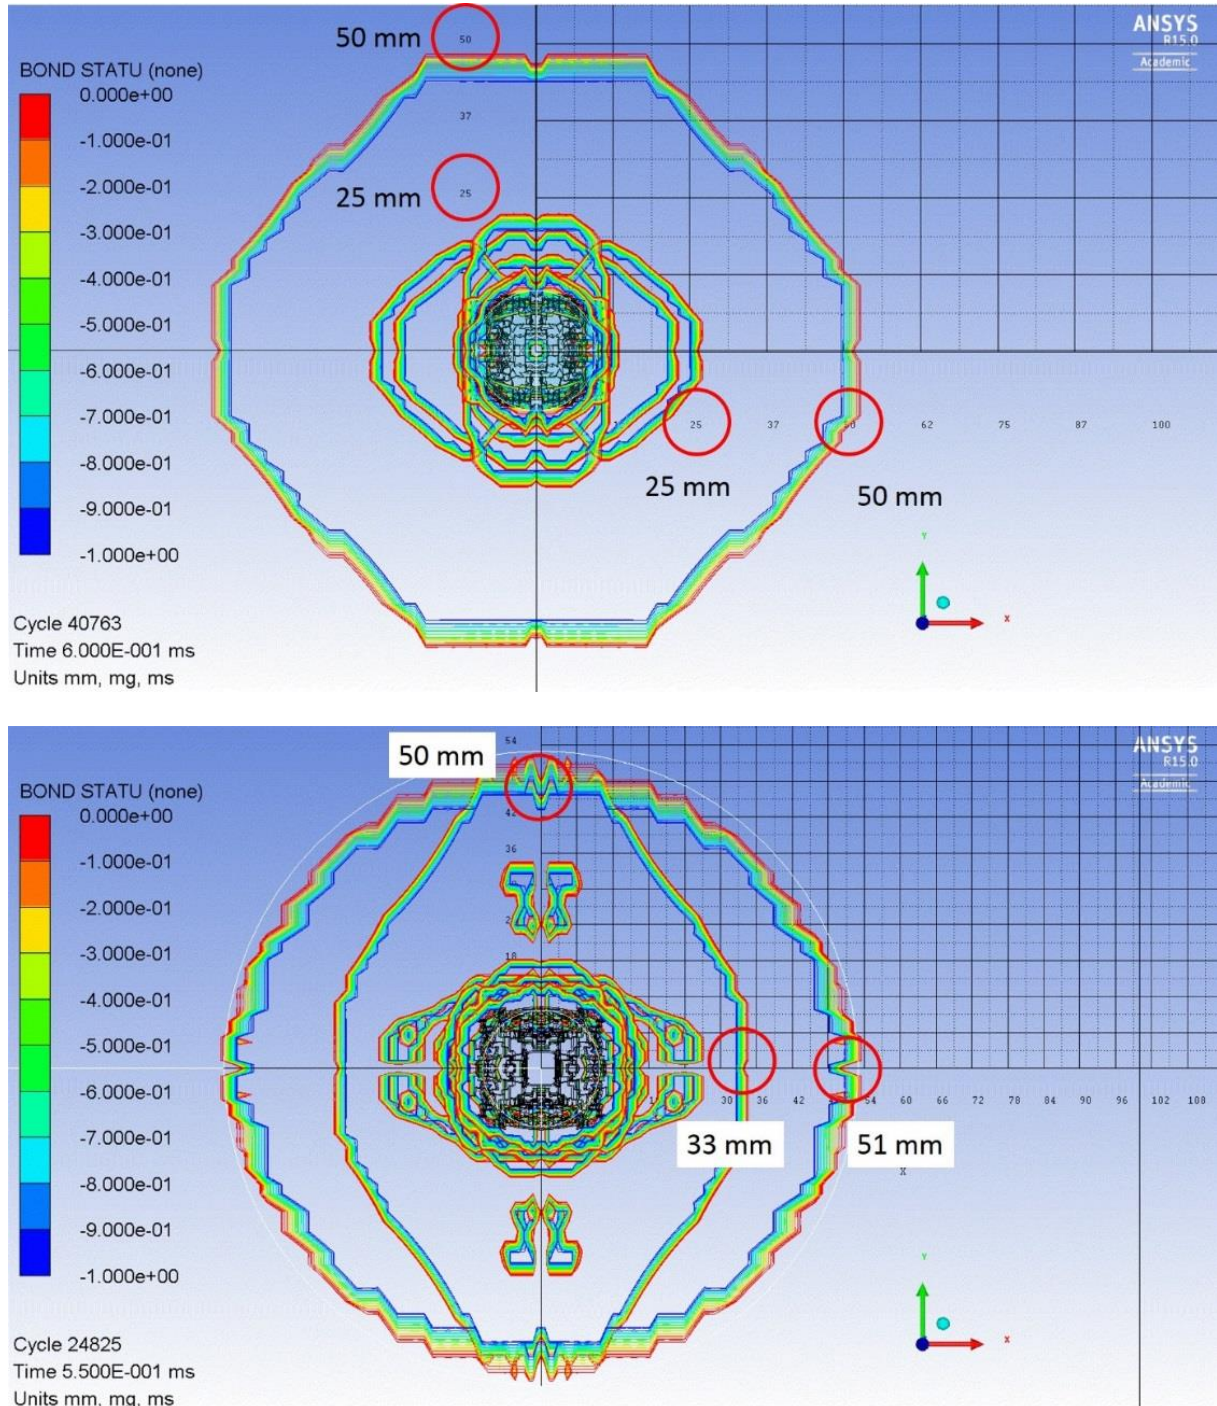 50 mm
50
ANSYS
R15.0
Academic
BOND STATU (none)
0.000e+00
-1.000e-01
-2.000e-01
-3.000e-01
-4.000e-01
-5.000e-01
-6.000e-01
-7.000e-01
-8.000e-01
-9.000e-01
-1.000e+00
37
25 mm
25
25
37
50
62
75
87
100
25 mm
50 mm
Y
X
Cycle 40763
Time 6.000E-001 ms
Units mm, mg, ms
50 mm
54
ANSYS
R15.0
Academic
BOND STATU (none)
0.000e+00
-1.000e-01
-2.000e-01
-3.000e-01
-4.000e-01
-5.000e-01
-6.000e-01
-7.000e-01
-8.000e-01
-9.000e-01
-1.000e+00
42
36
18
30
36
42
48
54
60
66
72
78
84
90
96
102
108
33 mm
51 mm
X
Y
X
Cycle 24825
Time 5.500E-001 ms
Units mm, mg, ms